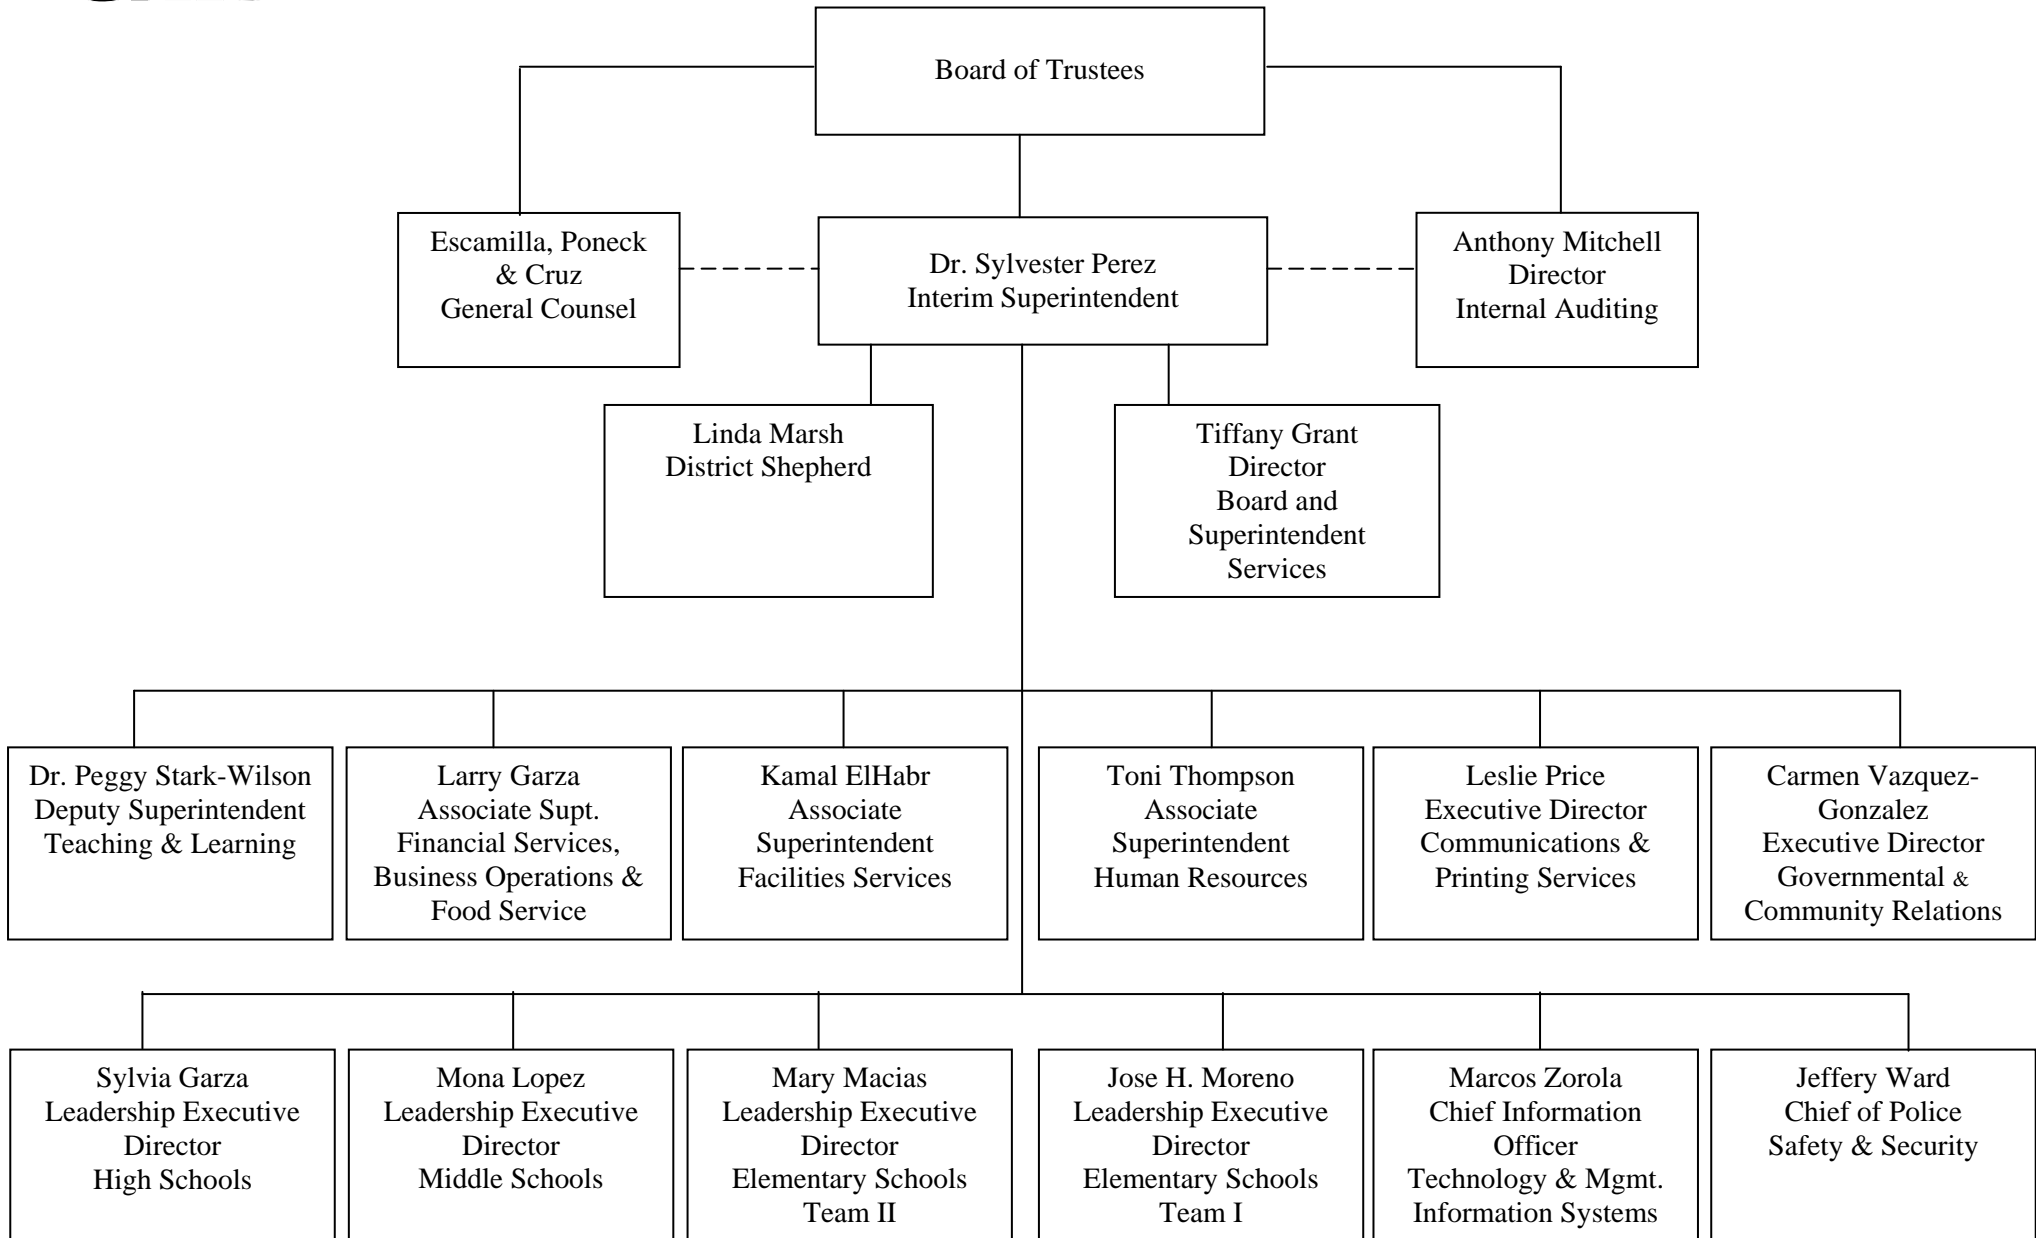 Board of Trustees
Escamilla, Poneck
& Cruz
General Counsel
Dr. Sylvester Perez
Interim Superintendent
Anthony Mitchell
Director
Internal Auditing
Linda Marsh
District Shepherd
Tiffany Grant
Director
Board and
Superintendent
Services
Dr. Peggy Stark-Wilson
Deputy Superintendent
Teaching & Learning
Larry Garza
Associate Supt.
Financial Services,
Business Operations &
Food Service
Kamal ElHabr
Associate
Superintendent
Facilities Services
Toni Thompson
Associate
Superintendent
Human Resources
Leslie Price
Executive Director
Communications &
Printing Services
Carmen Vazquez-
Gonzalez
Executive Director
Governmental &
Community Relations
Sylvia Garza
Leadership Executive
Director
High Schools
Mona Lopez
Leadership Executive
Director
Middle Schools
Mary Macias
Leadership Executive
Director
Elementary Schools
Team II
Jose H. Moreno
Leadership Executive
Director
Elementary Schools
Team I
Marcos Zorola
Chief Information
Officer
Technology & Mgmt.
Information Systems
Jeffery Ward
Chief of Police
Safety & Security